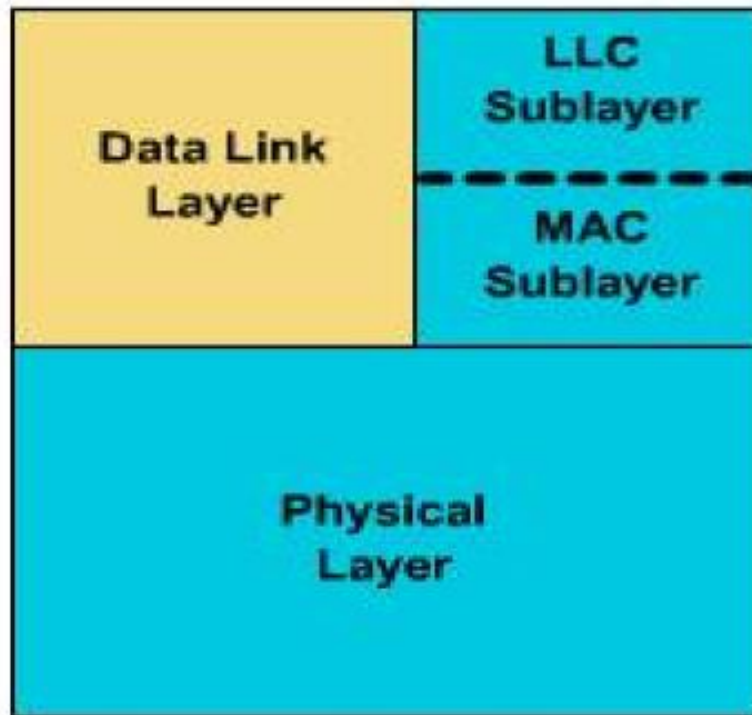 Data Link
Layer
LLC
Sublayer
MAC
Sublayer
Physical
Layer